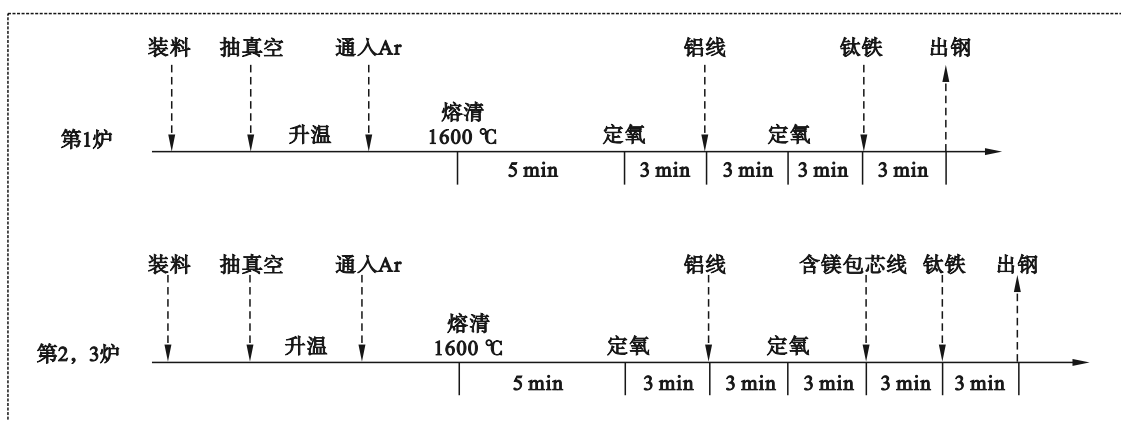 装料 抽真空 通入Ar 铝线 钛铁 出钢
熔清
第1炉 升温 1600 ℃ 定氧 定氧
5 min 3 min 3 min 3 min 3 min
装料 抽真空 通入Ar 铝线 含镁包芯线 钛铁 出钢
熔清
第2，3炉 升温 1600 ℃ 定氧 定氧
5 min 3 min 3 min 3 min 3 min 3 min